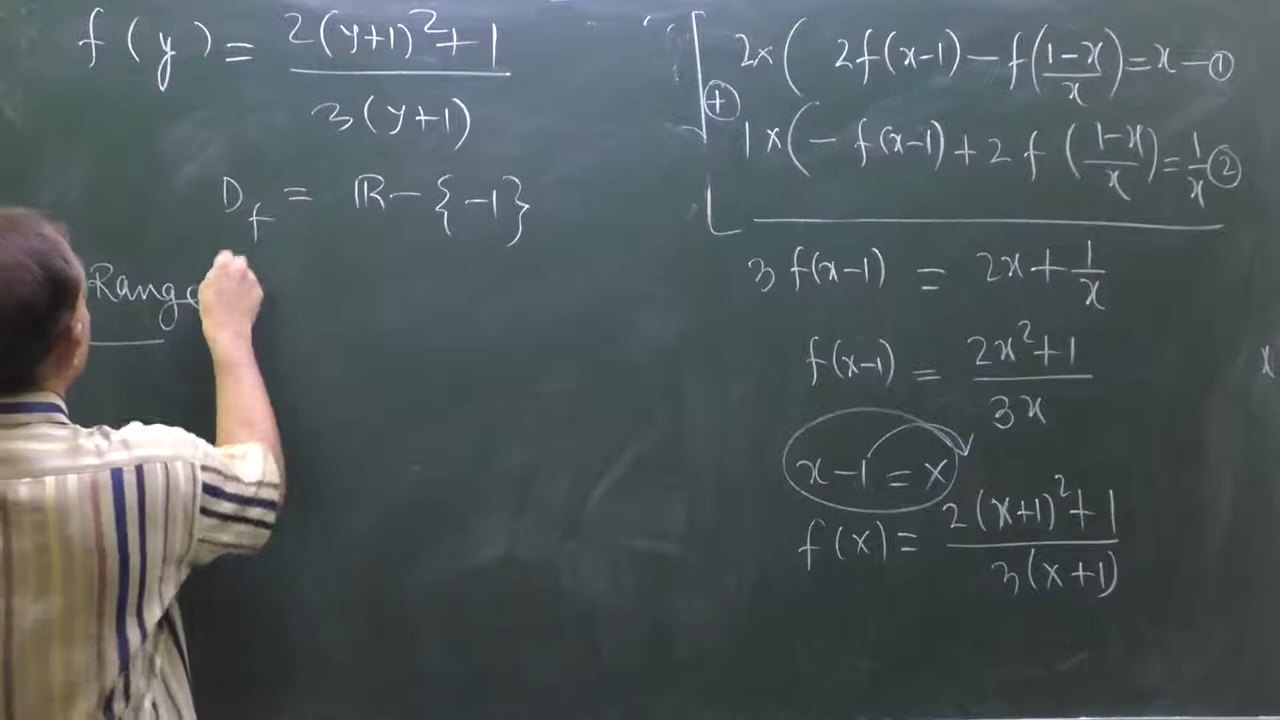 f(y) = 2(y+1)²+1 / 3(y+1)
D_f = ℝ - {-1}
Range
⊕
2×( 2f(x-1) - f((1-x)/x) = x — ①
1×( - f(x-1) + 2f((1-x)/x) = 1/x ②
3 f(x-1) = 2x + 1/x
f(x-1) = 2x²+1 / 3x
x-1 = X
f(X) = 2(X+1)²+1 / 3(X+1)